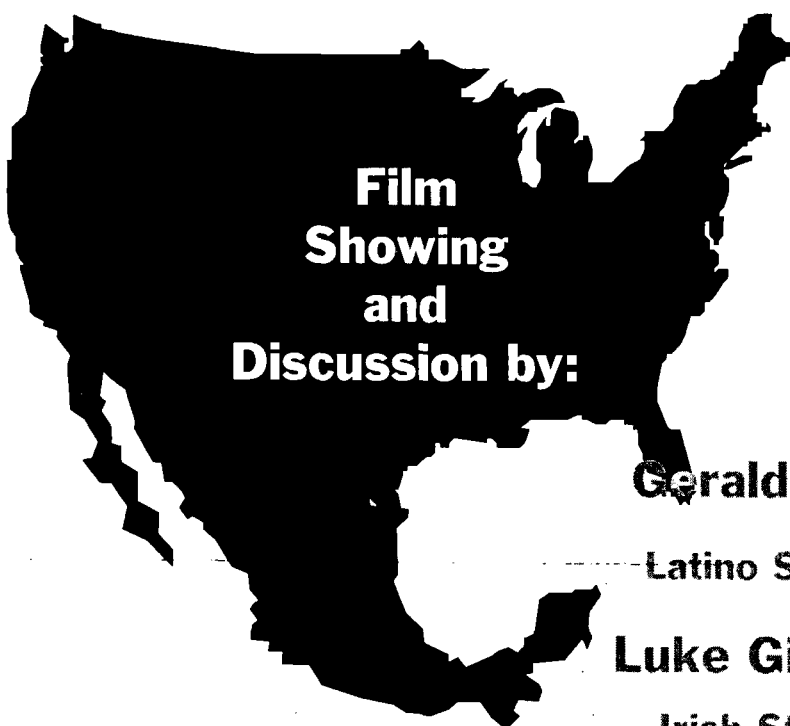 Film
Showing
and
Discussion by:
Gerald
Latino S
Luke Gi
Irish St